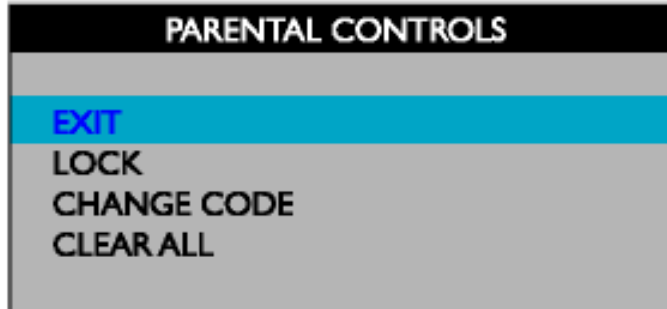 PARENTAL CONTROLS
EXIT
LOCK
CHANGE CODE
CLEAR ALL